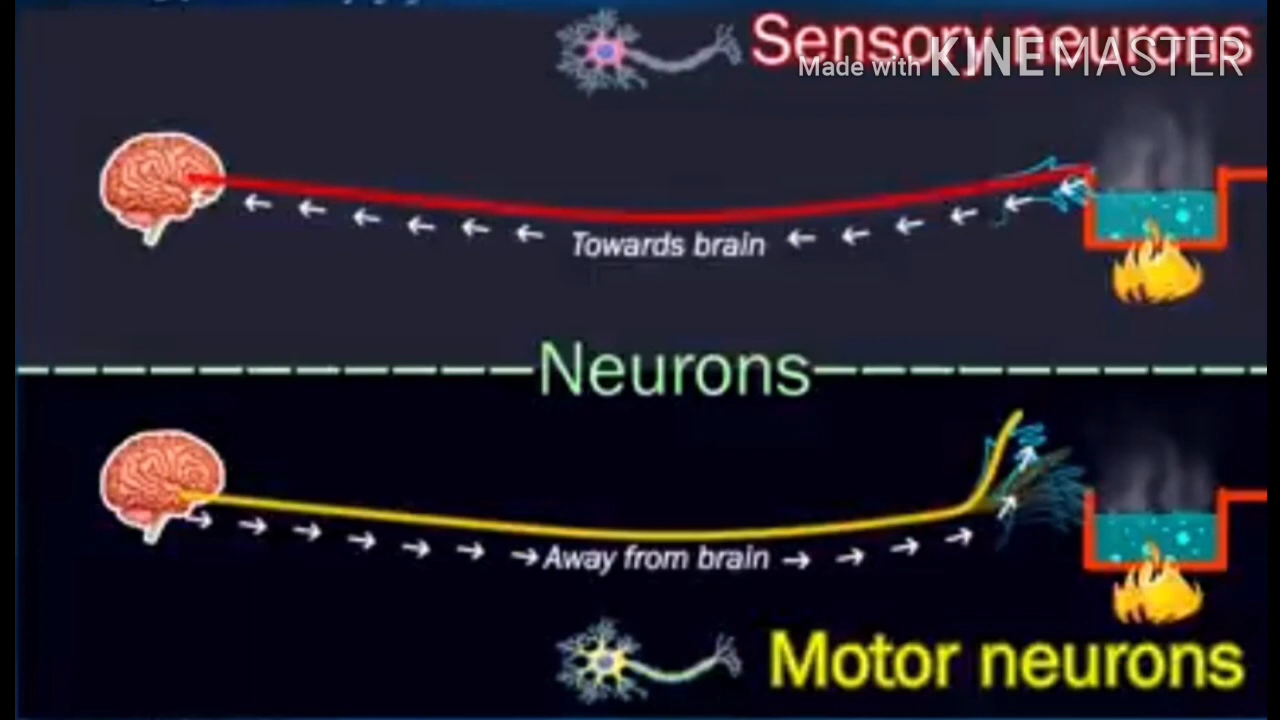 Sensory neurons
Made with KINEMASTER
Towards brain
Neurons
Away from brain
Motor neurons